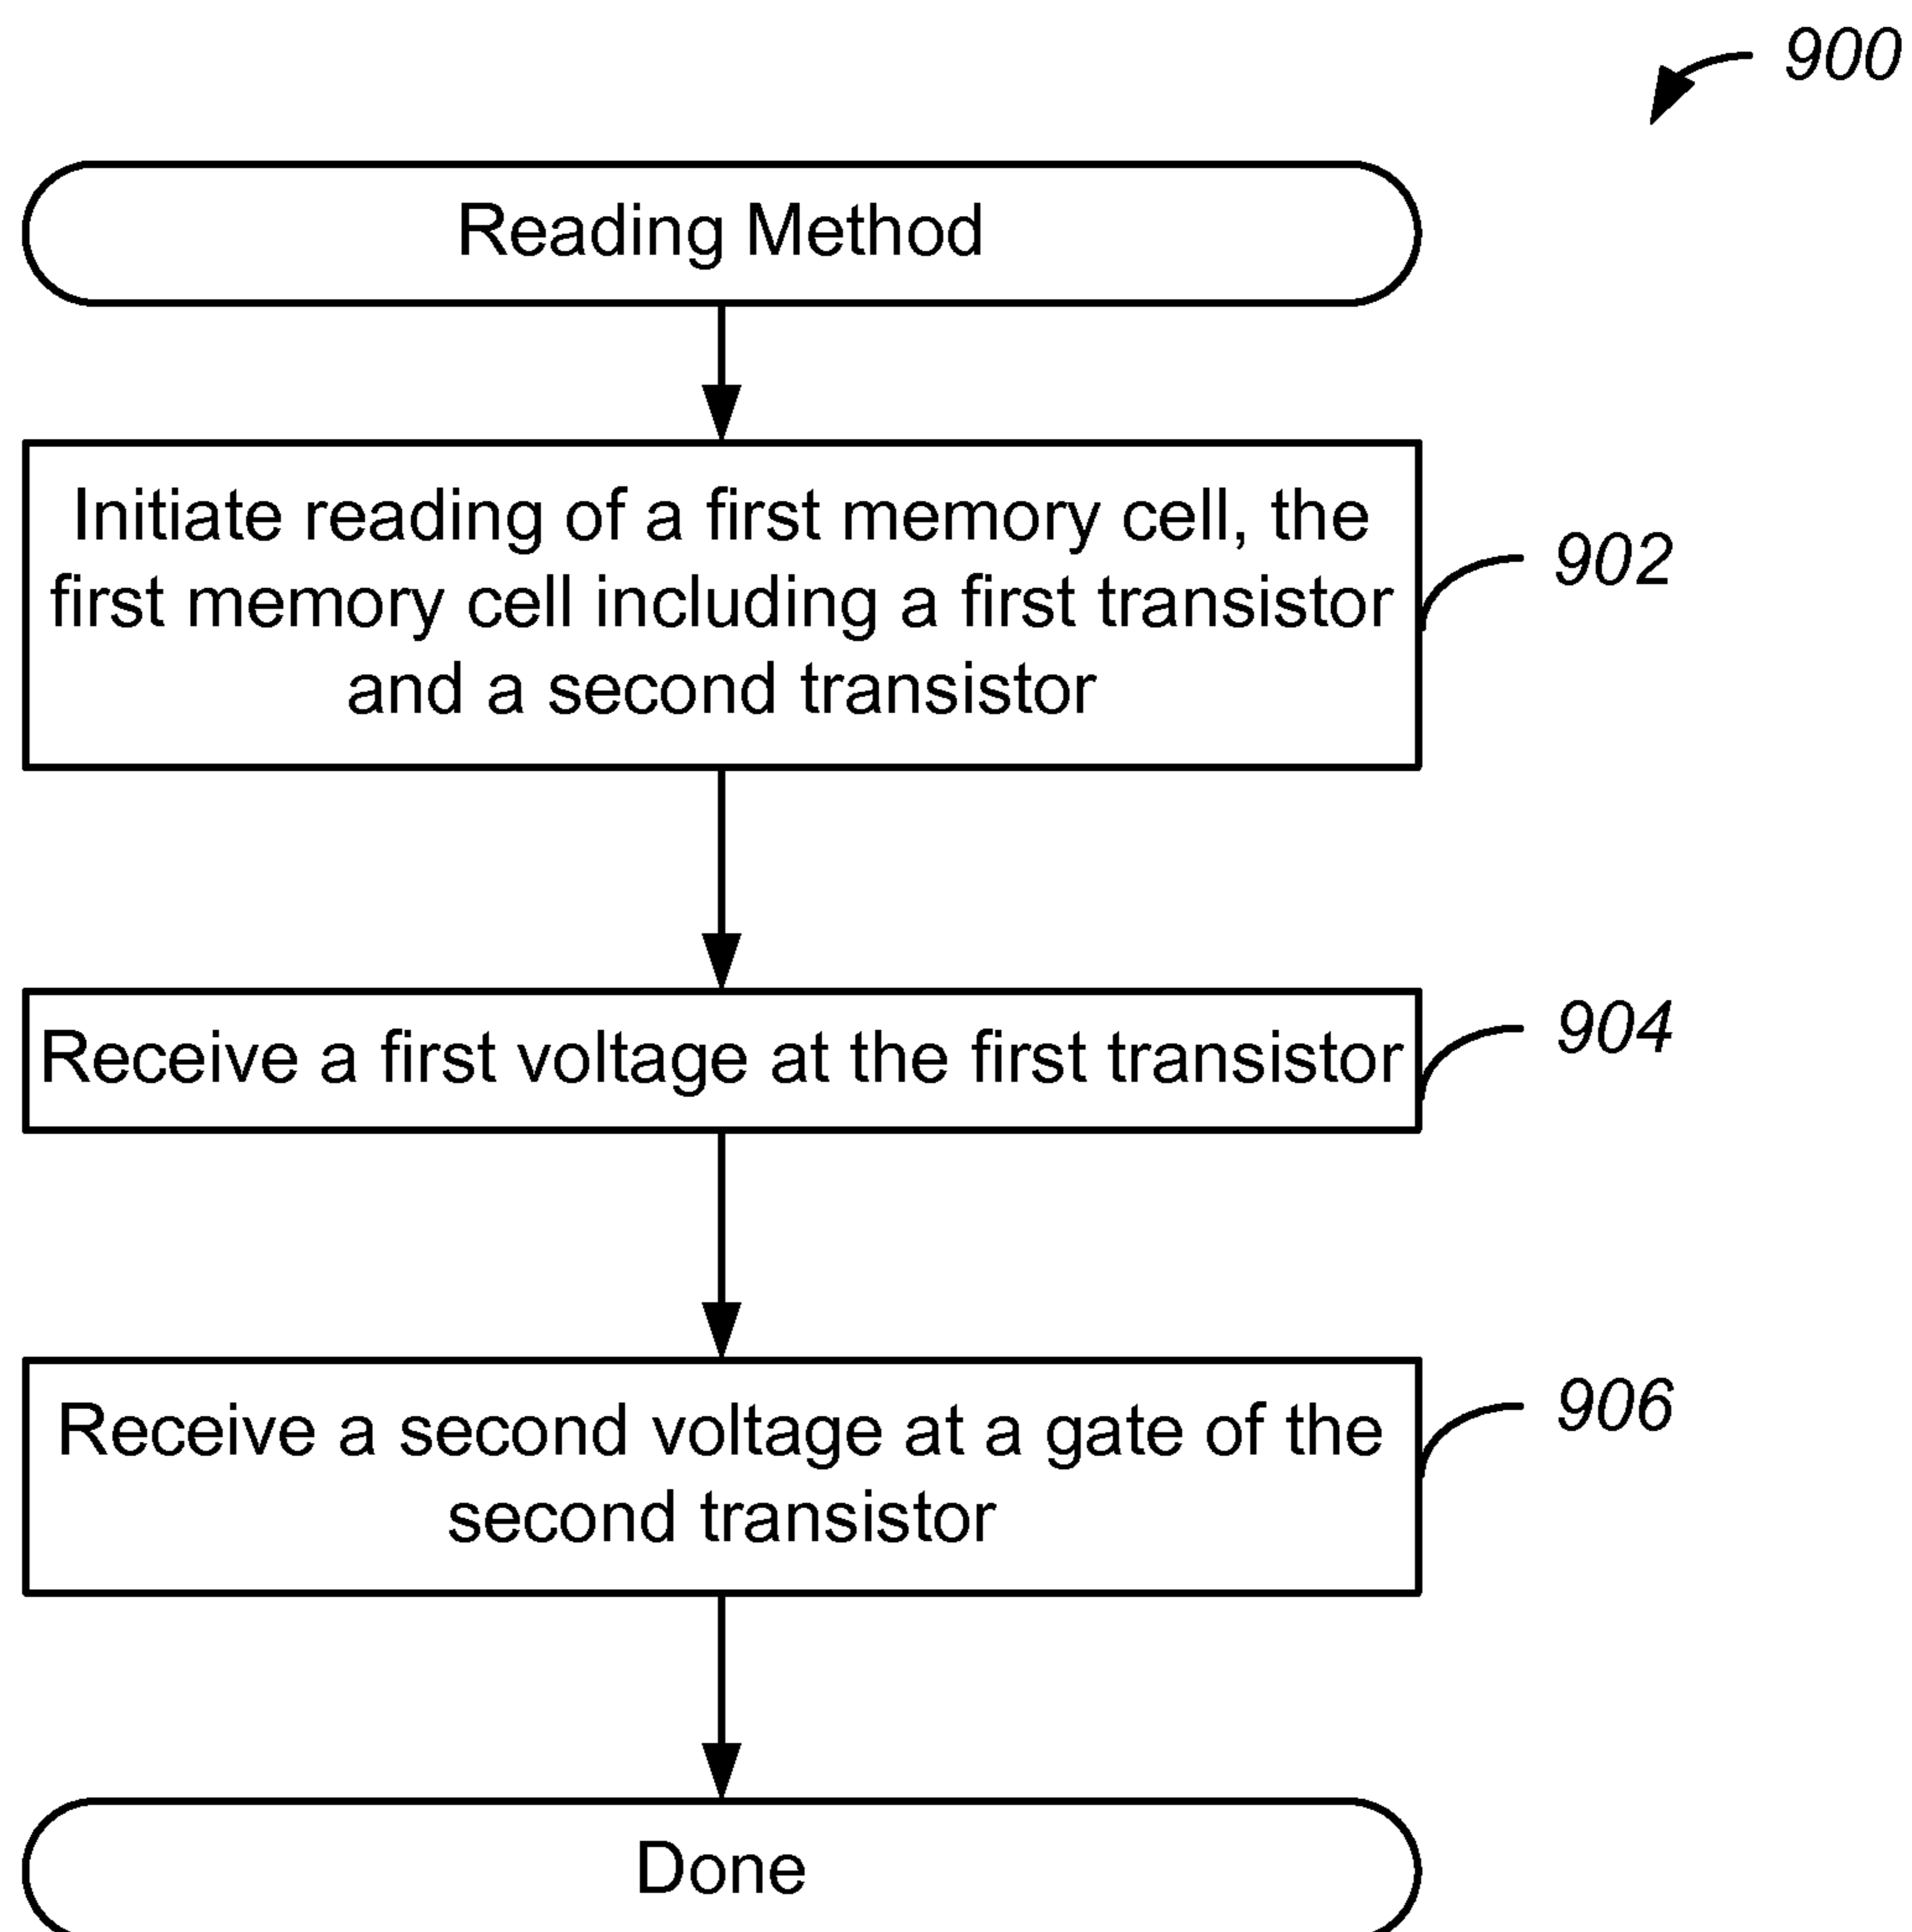 900
Reading Method
Initiate reading of a first memory cell, the
first memory cell including a first transistor
and a second transistor
902
Receive a first voltage at the first transistor
904
Receive a second voltage at a gate of the
second transistor
906
Done